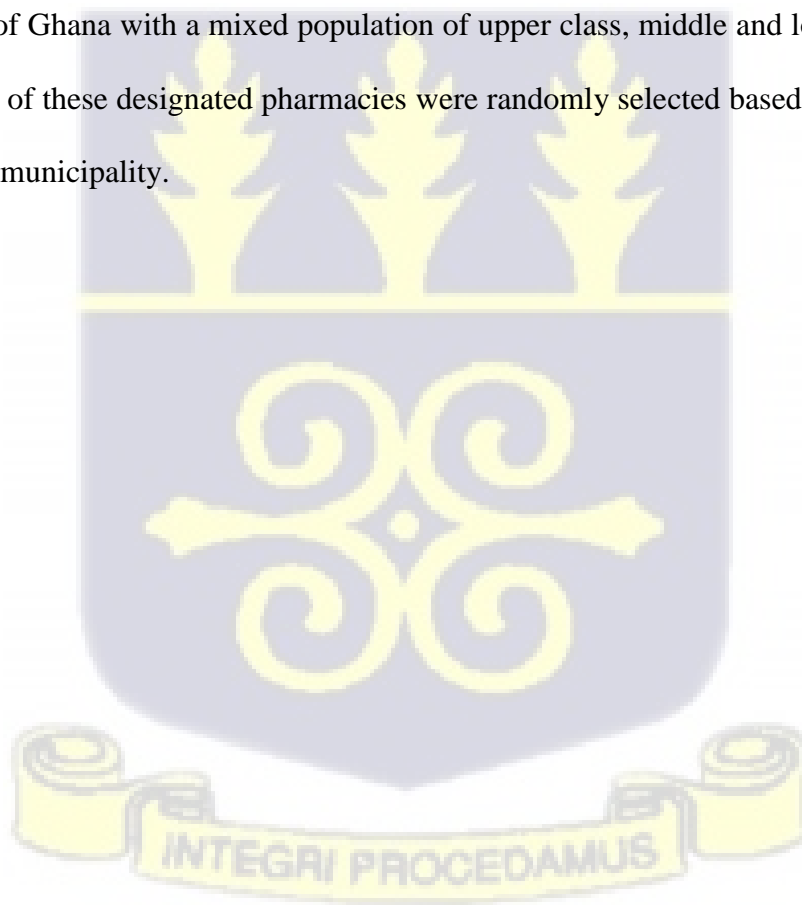 of Ghana with a mixed population of upper class, middle and
of these designated pharmacies were randomly selected based
municipality.
INTEGRI PROCEDAMUS